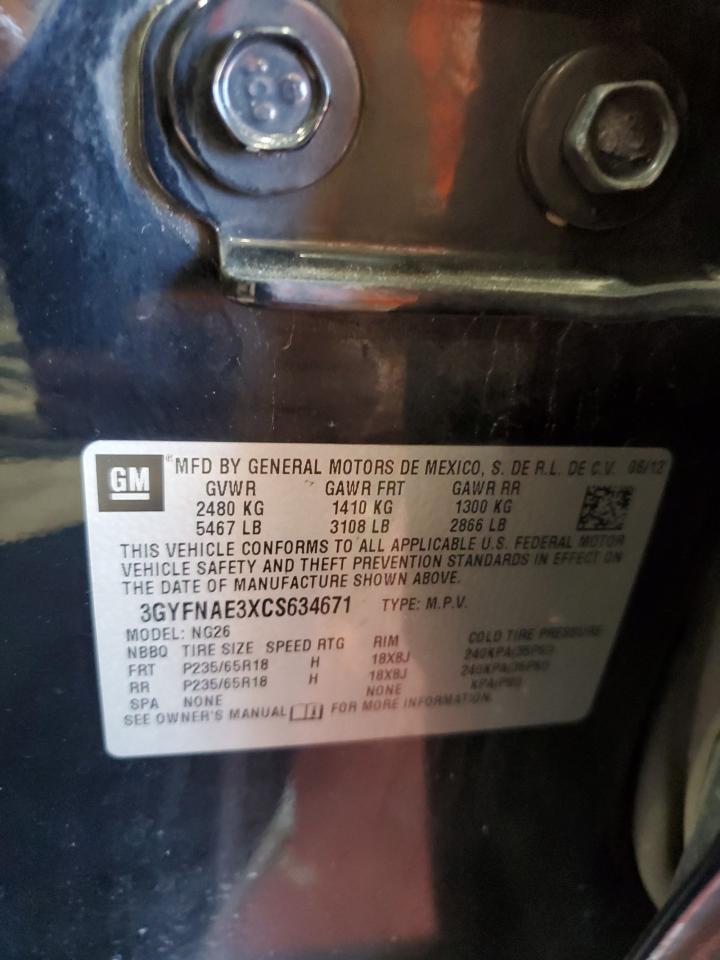 GM
®MFD BY GENERAL MOTORS DE MEXICO, S. DE R.L. DE C.V. 06/12
GVWR GAWR FRT GAWR RR
2480 KG 1410 KG 1300 KG
5467 LB 3108 LB 2866 LB
THIS VEHICLE CONFORMS TO ALL APPLICABLE U.S. FEDERAL MOTOR
VEHICLE SAFETY AND THEFT PREVENTION STANDARDS IN EFFECT ON
THE DATE OF MANUFACTURE SHOWN ABOVE.
3GYFNAE3XCS634671 TYPE: M.P.V.
MODEL: NG26
NBBQ TIRE SIZE SPEED RTG RIM COLD TIRE PRESSURE
FRT P235/65R18 H 18X8J 240KPA(35PSI)
RR P235/65R18 H 18X8J 240KPA(35PSI)
SPA NONE NONE KPA(PSI)
SEE OWNER'S MANUAL FOR MORE INFORMATION.